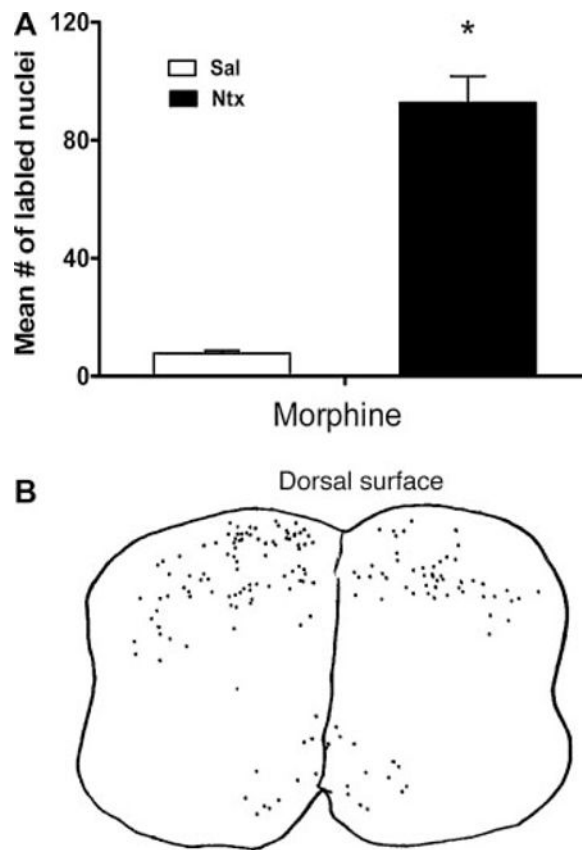 A
120
80
40
0
Mean # of labled nuclei
Sal
Ntx
*
Morphine
B
Dorsal surface